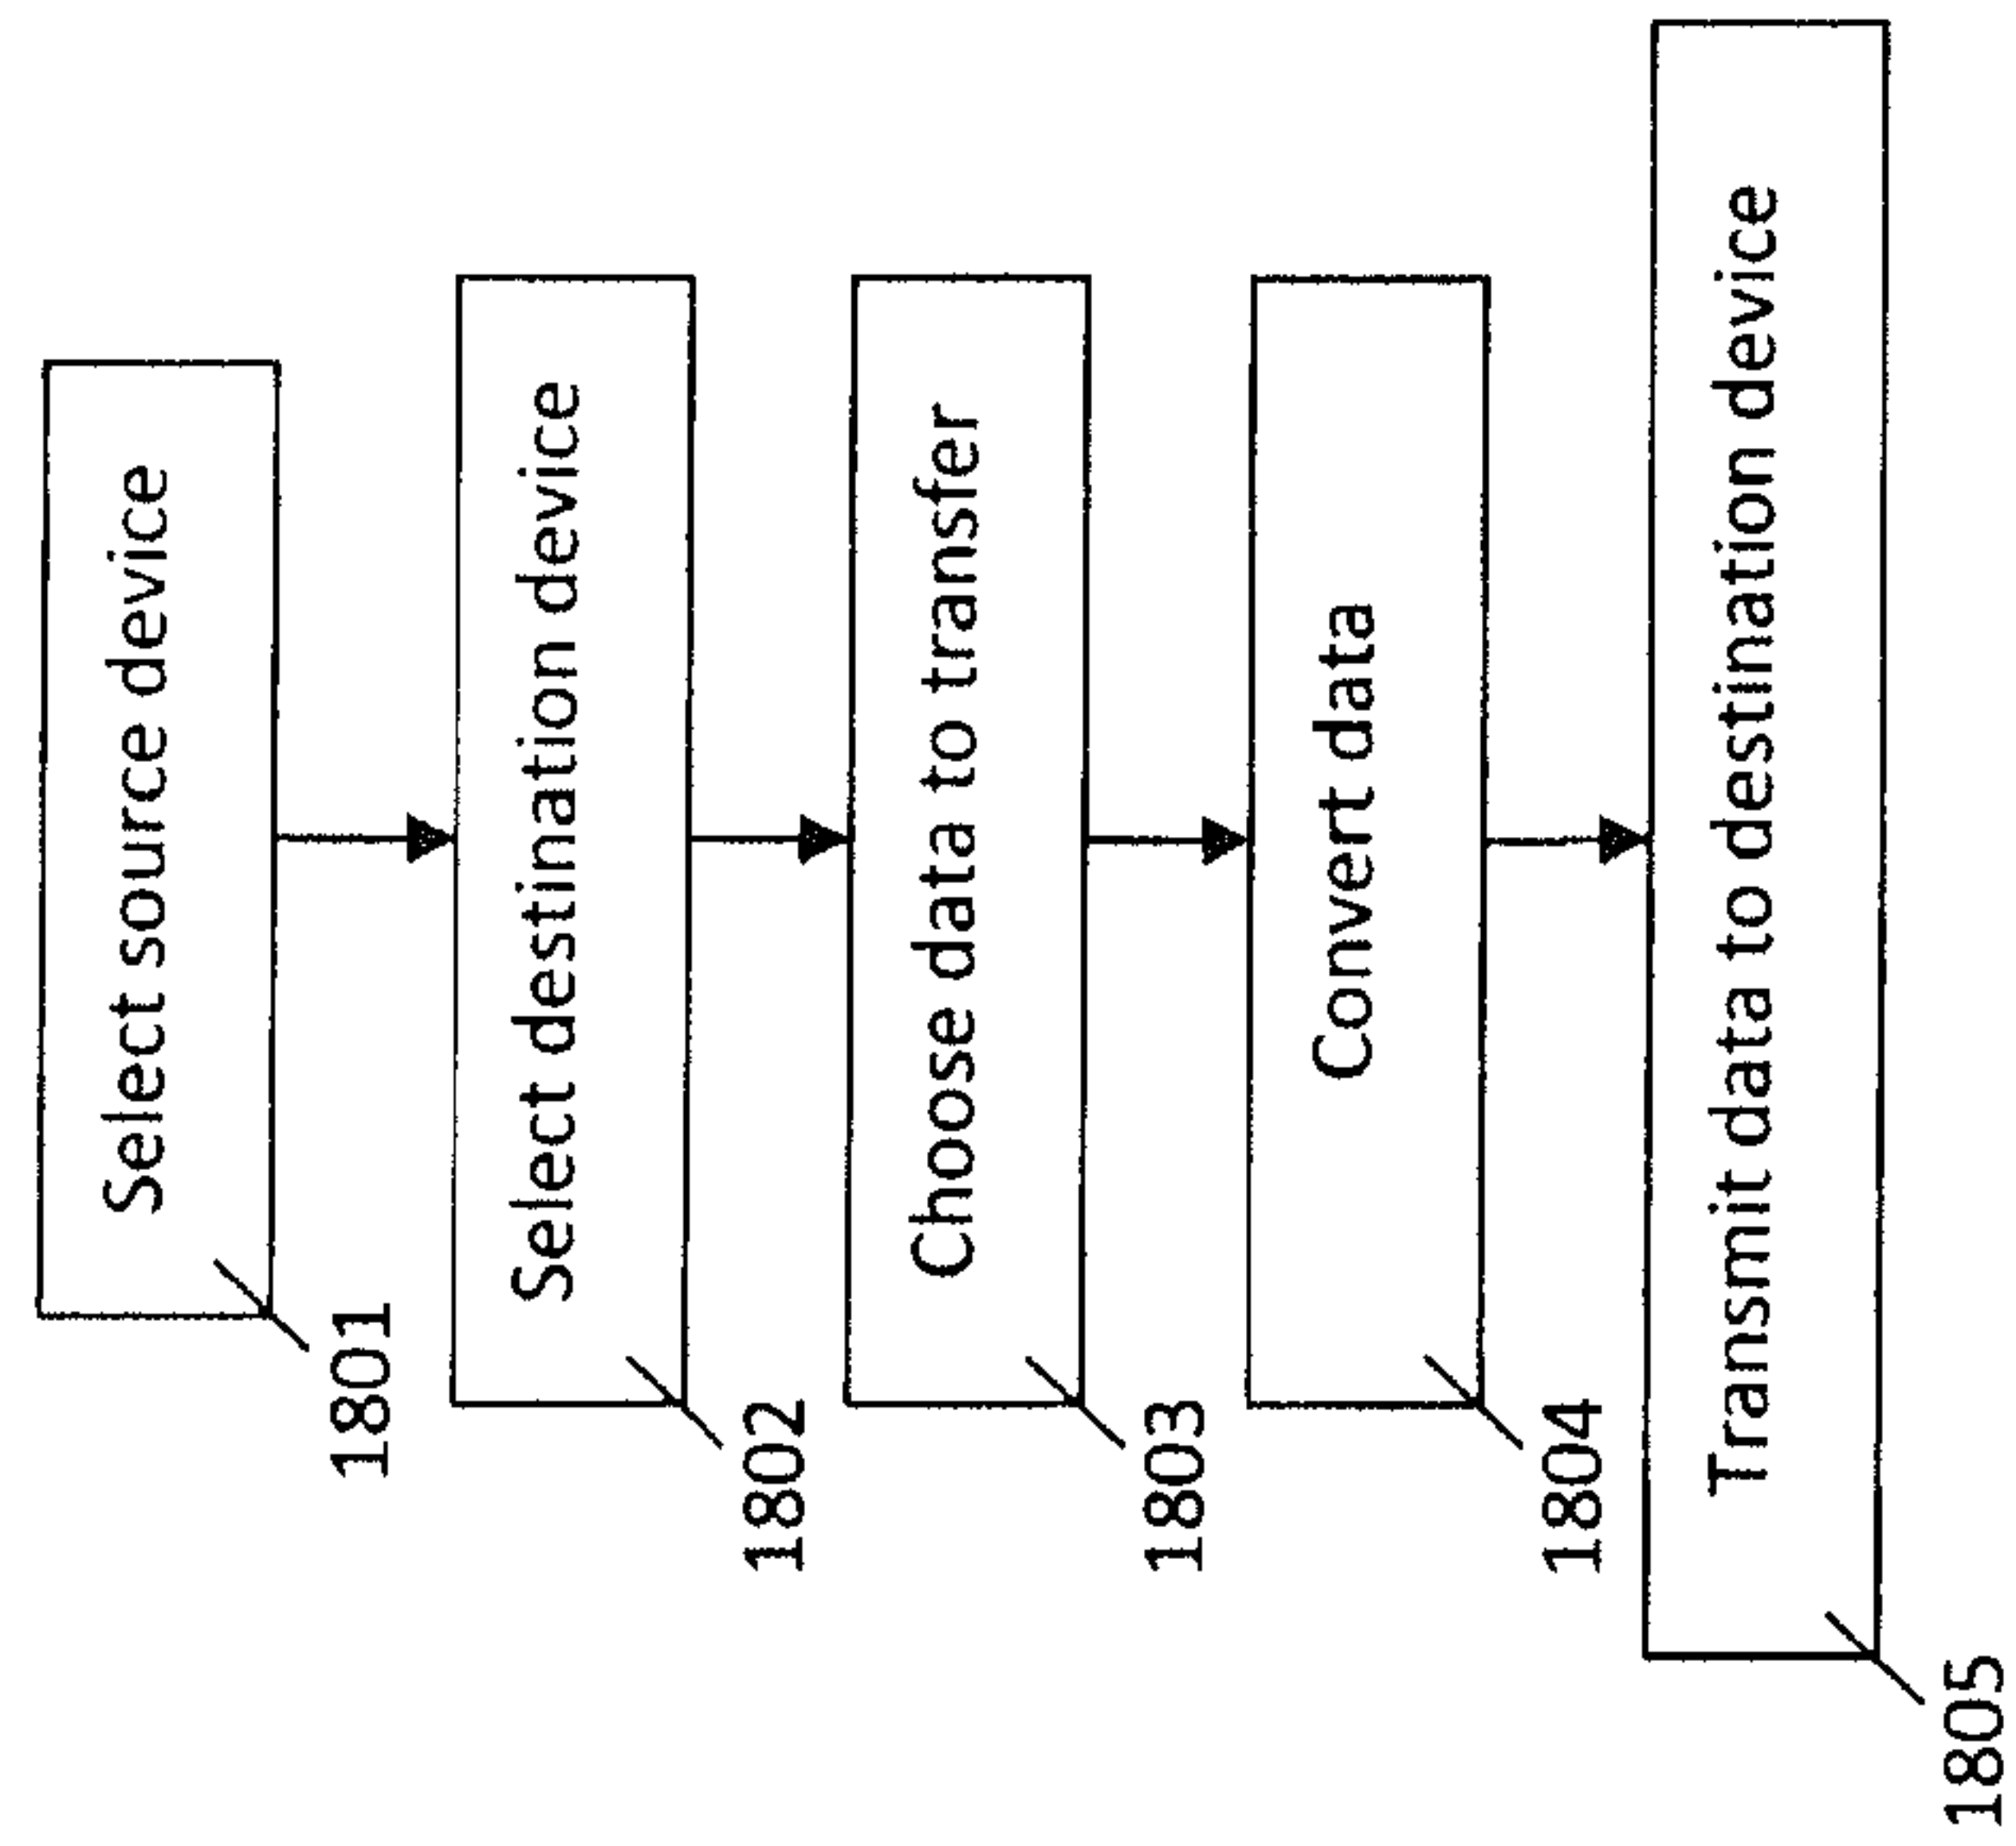 Select source device
1801
Select destination device
1802
Choose data to transfer
1803
Convert data
1804
Transmit data to destination device
1805